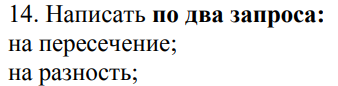 14. Написать по два запроса:
на пересечение;
на разность;